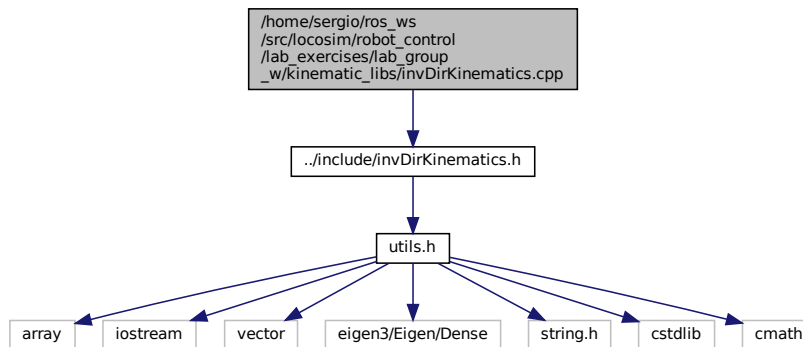 /home/sergio/ros_ws
/src/locosim/robot_control
/lab_exercises/lab_group
_w/kinematic_libs/invDirKinematics.cpp
../include/invDirKinematics.h
utils.h
array
iostream
vector
eigen3/Eigen/Dense
string.h
cstdlib
cmath